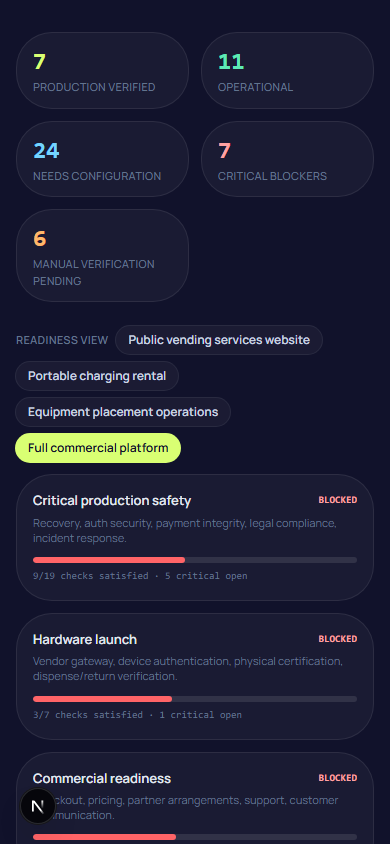 7
PRODUCTION VERIFIED
11
OPERATIONAL
24
NEEDS CONFIGURATION
7
CRITICAL BLOCKERS
6
MANUAL VERIFICATION
PENDING
READINESS VIEW Public vending services website
Portable charging rental
Equipment placement operations
Full commercial platform
Critical production safety BLOCKED
Recovery, auth security, payment integrity, legal compliance,
incident response.
9/19 checks satisfied · 5 critical open
Hardware launch BLOCKED
Vendor gateway, device authentication, physical certification,
dispense/return verification.
3/7 checks satisfied · 1 critical open
Commercial readiness BLOCKED
pricing, partner arrangements, support, customer
N